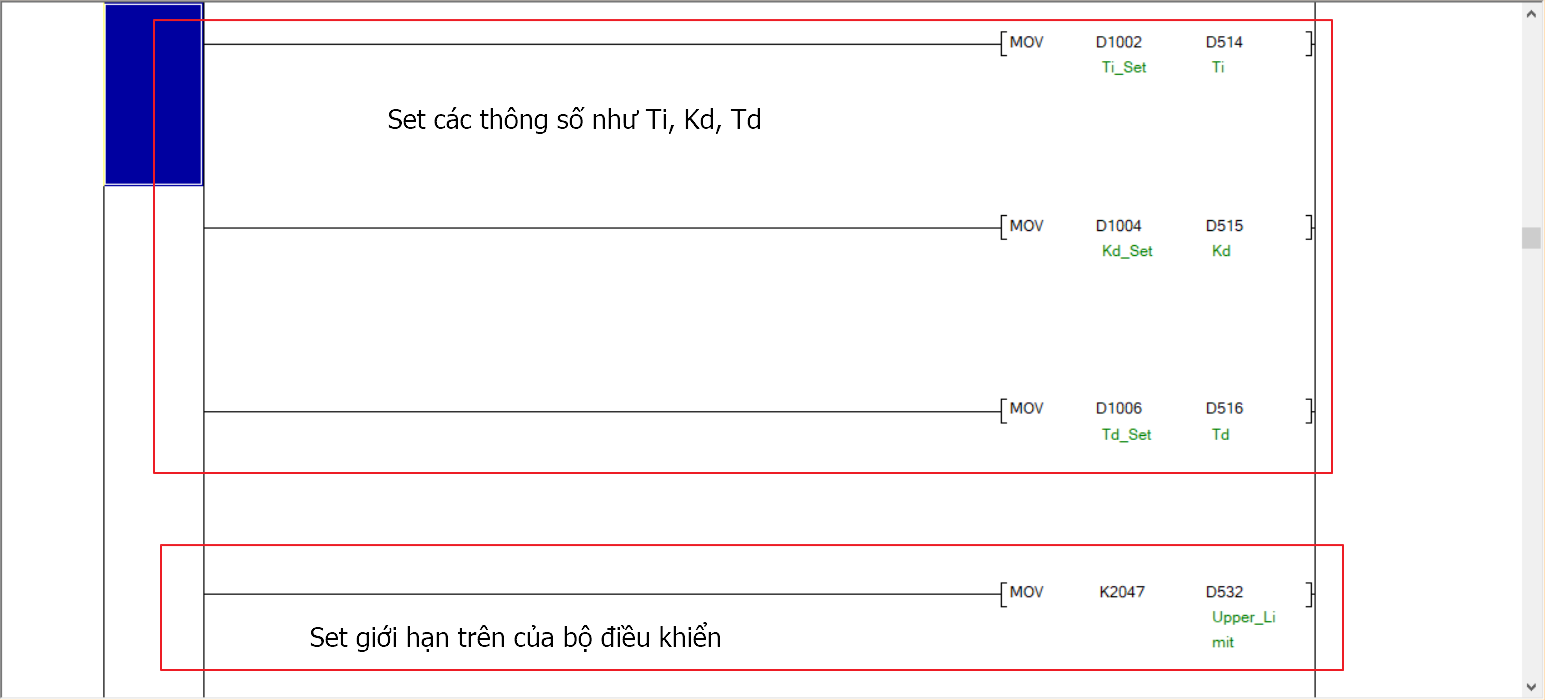 MOV D1002 D514
Ti_Set Ti
Set các thông số như Ti, Kd, Td
MOV D1004 D515
Kd_Set Kd
MOV D1006 D516
Td_Set Td
MOV K2047 D532
Upper_Li
Set giới hạn trên của bộ điều khiển
mit